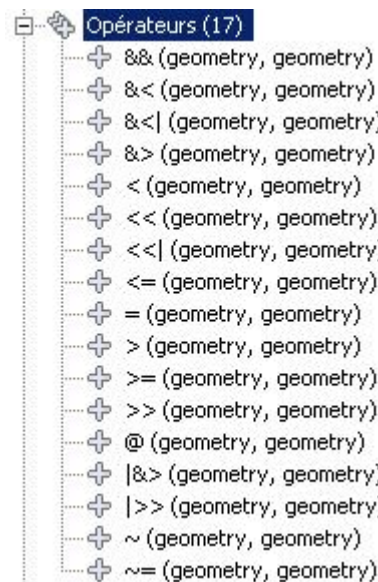 Opérateurs (17)
&& (geometry, geometry)
&< (geometry, geometry)
&<| (geometry, geometry)
&> (geometry, geometry)
< (geometry, geometry)
<< (geometry, geometry)
<<| (geometry, geometry
<= (geometry, geometry)
= (geometry, geometry)
> (geometry, geometry)
>= (geometry, geometry)
>> (geometry, geometry)
@ (geometry, geometry)
|&> (geometry, geometry)
|>> (geometry, geometry
~ (geometry, geometry)
~= (geometry, geometry)